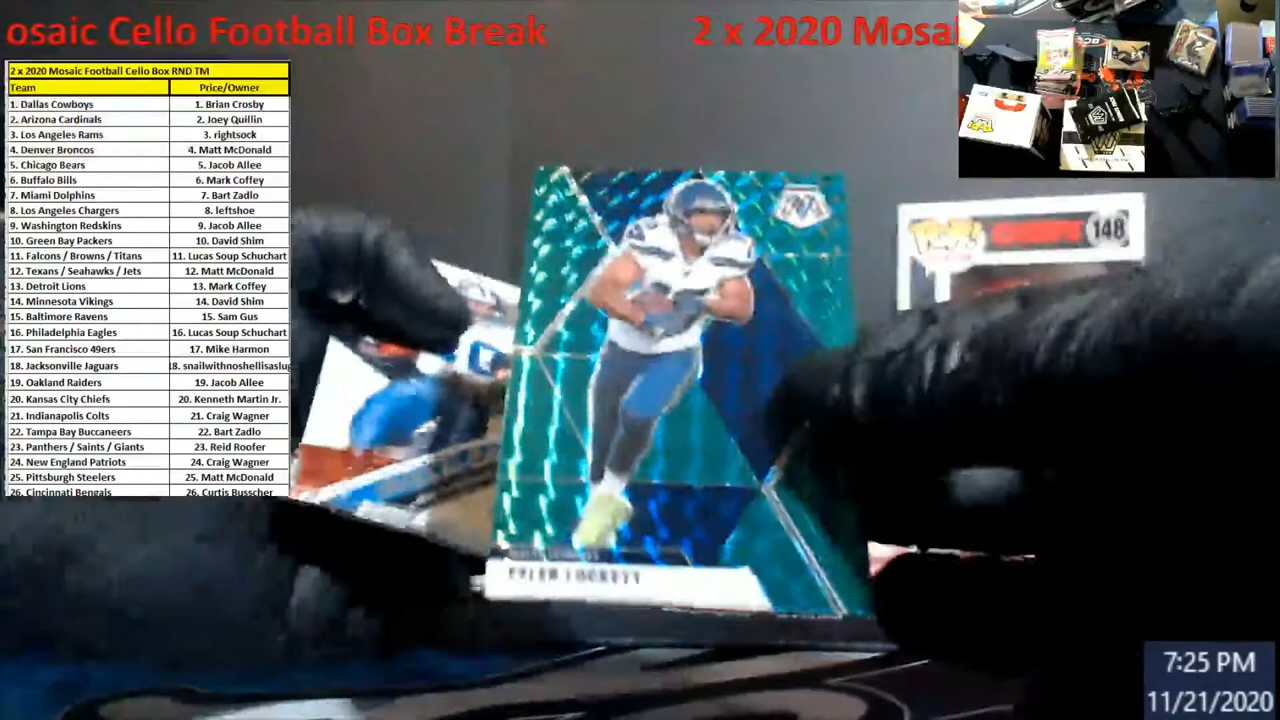 osaic Cello Football Box Break 2 x 2020 Mosai
2 x 2020 Mosaic Football Cello Box RND TM
Team Price/Owner
1. Dallas Cowboys 1. Brian Crosby
2. Arizona Cardinals 2. Joey Quillin
3. Los Angeles Rams 3. rightsock
4. Denver Broncos 4. Matt McDonald
5. Chicago Bears 5. Jacob Allee
6. Buffalo Bills 6. Mark Coffey
7. Miami Dolphins 7. Bart Zadlo
8. Los Angeles Chargers 8. leftshoe
9. Washington Redskins 9. Jacob Allee
10. Green Bay Packers 10. David Shim
11. Falcons / Browns / Titans 11. Lucas Soup Schuchart
12. Texans / Seahawks / Jets 12. Matt McDonald
13. Detroit Lions 13. Mark Coffey
14. Minnesota Vikings 14. David Shim
15. Baltimore Ravens 15. Sam Gus
16. Philadelphia Eagles 16. Lucas Soup Schuchart
17. San Francisco 49ers 17. Mike Harmon
18. Jacksonville Jaguars 18. snailwithnoshellisaslug
19. Oakland Raiders 19. Jacob Allee
20. Kansas City Chiefs 20. Kenneth Martin Jr.
21. Indianapolis Colts 21. Craig Wagner
22. Tampa Bay Buccaneers 22. Bart Zadlo
23. Panthers / Saints / Giants 23. Reid Roofer
24. New England Patriots 24. Craig Wagner
25. Pittsburgh Steelers 25. Matt McDonald
26. Cincinnati Bengals 26. Curtis Busscher
148
TYLER LOCKETT
7:25 PM
11/21/2020